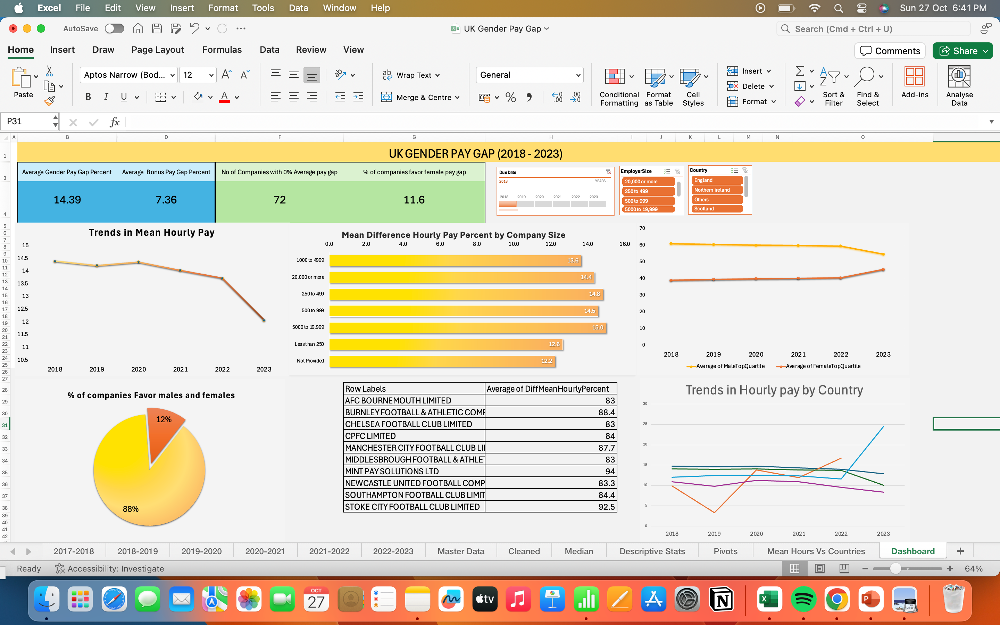 Excel File Edit View Insert Format Tools Data Window Help Sun 27 Oct 6:41 PM
AutoSave UK Gender Pay Gap Search (Cmd + Ctrl + U)
Home Insert Draw Page Layout Formulas Data Review View Comments Share
Paste Aptos Narrow (Bod... 12 Wrap Text General Insert
B I U Merge & Centre Delete
Conditional Formatting Format as Table Cell Styles Format Sort & Filter Find & Select Add-ins Analyse Data
P31 fx
A B D F G H I J K L M N O
UK GENDER PAY GAP (2018 - 2023)
Average Gender Pay Gap Percent Average Bonus Pay Gap Percent No of Companies with 0% Average pay gap % of companies favor female pay gap
14.39 7.36 72 11.6
Due Date
2018 YEARS
2018 2019 2020 2021 2022 2023
EmployerSize
20,000 or more
250 to 499
500 to 999
5000 to 19,999
Country
England
Northern ireland
Others
Scotland
Trends in Mean Hourly Pay
15
14.5
14
13.5
13
12.5
12
11.5
11
10.5
2018 2019 2020 2021 2022 2023
Mean Difference Hourly Pay Percent by Company Size
0.0 2.0 4.0 6.0 8.0 10.0 12.0 14.0 16.0
1000 to 4999 13.6
20,000 or more 14.4
250 to 499 14.8
500 to 999 14.5
5000 to 19,999 15.0
Less than 250 12.6
Not Provided 12.2
70
60
50
40
30
20
10
0
2018 2019 2020 2021 2022 2023
Average of MaleTopQuartile Average of FemaleTopQuartile
% of companies Favor males and females
12%
88%
Row Labels Average of DiffMeanHourlyPercent
AFC BOURNEMOUTH LIMITED 83
BURNLEY FOOTBALL & ATHLETIC COMP 88.4
CHELSEA FOOTBALL CLUB LIMITED 83
CPFC LIMITED 84
MANCHESTER CITY FOOTBALL CLUB LI 87.7
MIDDLESBROUGH FOOTBALL & ATHLET 83
MINT PAY SOLUTIONS LTD 94
NEWCASTLE UNITED FOOTBALL COMP 83.3
SOUTHAMPTON FOOTBALL CLUB LIMIT 84.4
STOKE CITY FOOTBALL CLUB LIMITED 92.5
Trends in Hourly pay by Country
30
25
20
15
10
5
0
2018 2019 2020 2021 2022 2023
1
3
4
5
6
7
8
9
10
11
12
13
14
15
16
17
18
19
20
21
22
23
24
25
26
27
28
29
30
31
32
33
34
35
36
37
38
39
40
41
42
2017-2018 2018-2019 2019-2020 2020-2021 2021-2022 2022-2023 Master Data Cleaned Median Descriptive Stats Pivots Mean Hours Vs Countries Dashboard
Ready Accessibility: Investigate 64%
OCT
27
tv